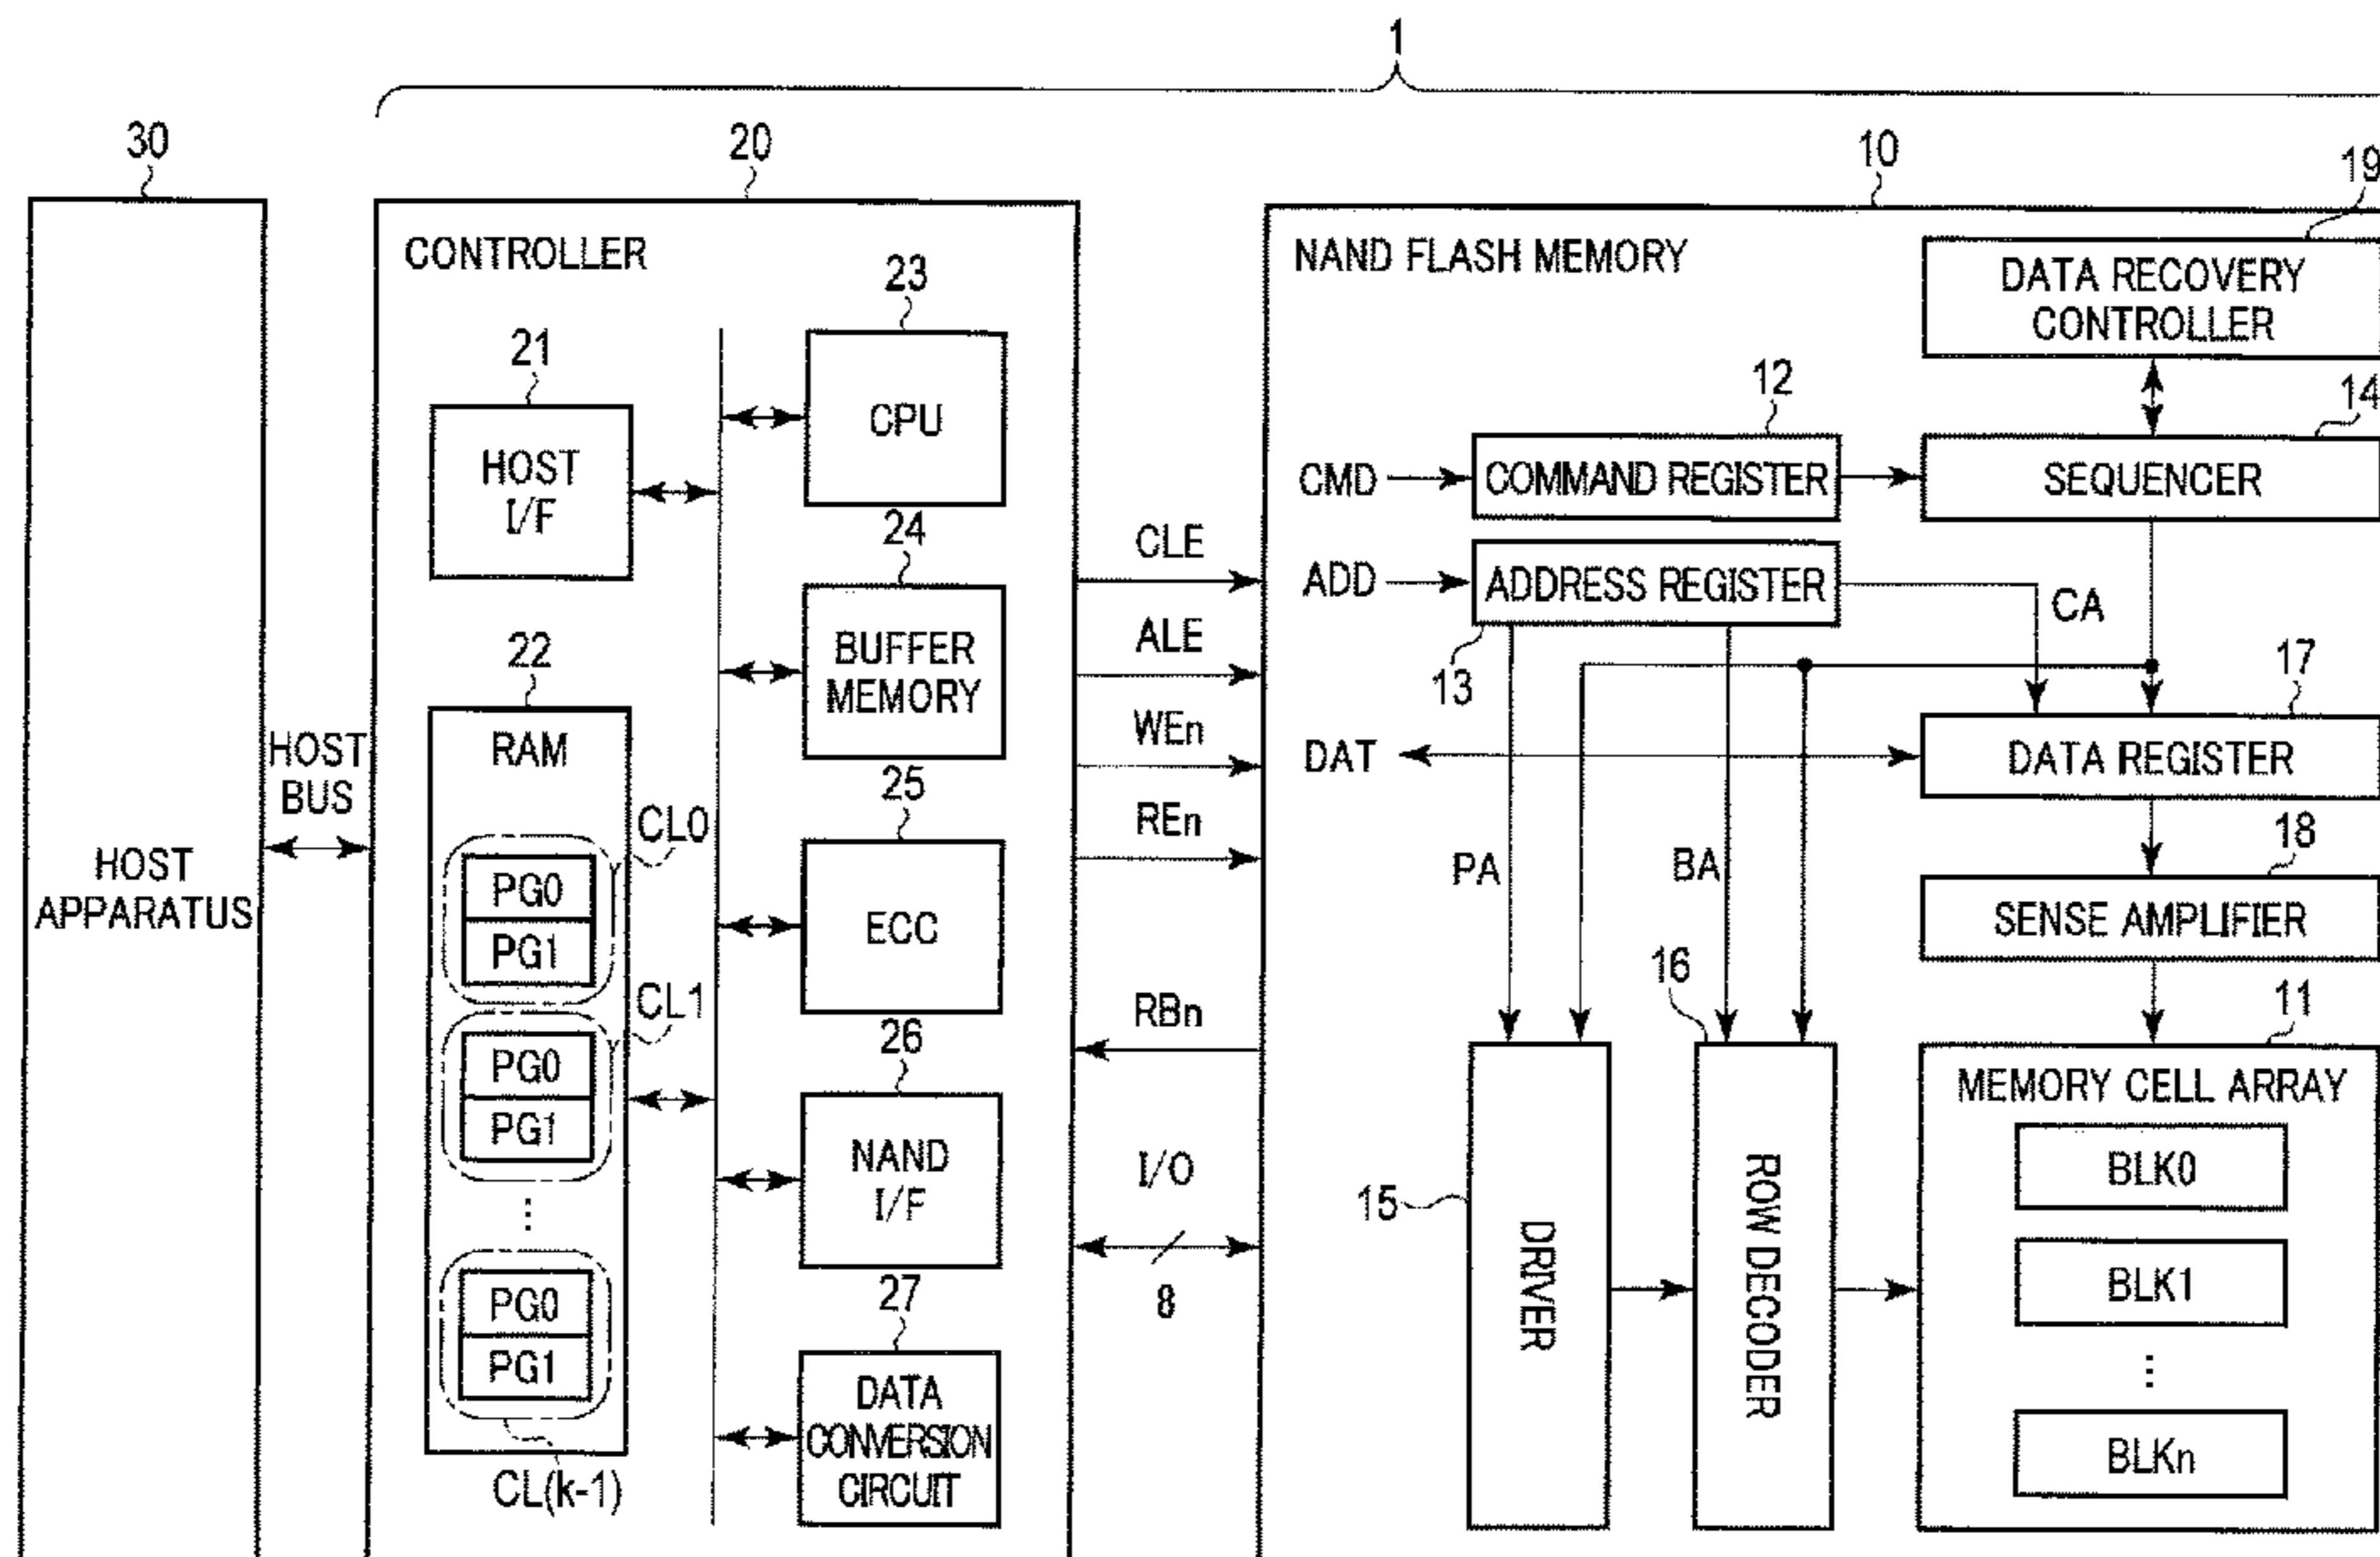 1
30
20
10
19
CONTROLLER
NAND FLASH MEMORY
DATA RECOVERY
CONTROLLER
23
CPU
21
HOST
I/F
12
14
CMD
COMMAND REGISTER
SEQUENCER
24
BUFFER
MEMORY
CLE
ADD
ADDRESS REGISTER
CA
ALE
13
17
22
RAM
HOST
BUS
WEn
DAT
DATA REGISTER
25
ECC
REn
CL0
PG0
PG1
HOST
APPARATUS
PA
BA
18
SENSE AMPLIFIER
16
CL1
PG0
PG1
⋮
RBn
11
26
NAND
I/F
MEMORY CELL ARRAY
BLK0
BLK1
⋮
BLKn
I/O
8
15
DRIVER
ROW DECODER
PG0
PG1
CL(k-1)
27
DATA
CONVERSION
CIRCUIT